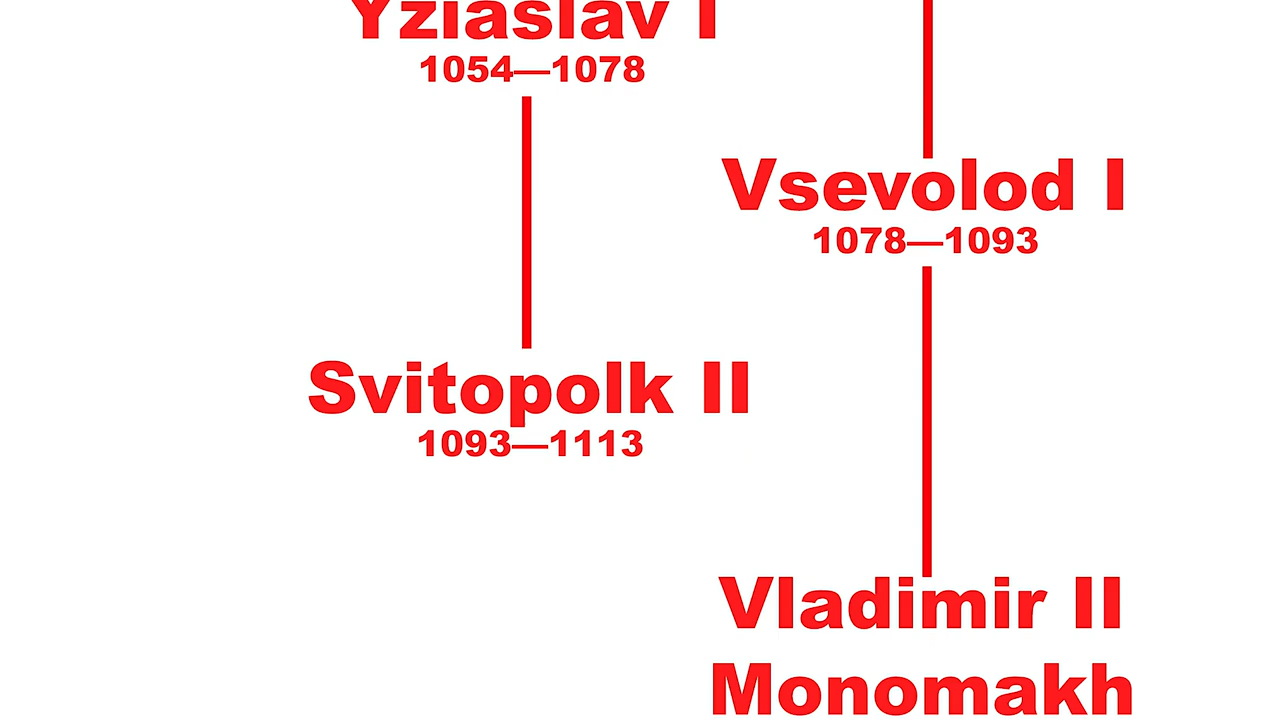 Yziaslav I
1054—1078
Vsevolod I
1078—1093
Svitopolk II
1093—1113
Vladimir II
Monomakh